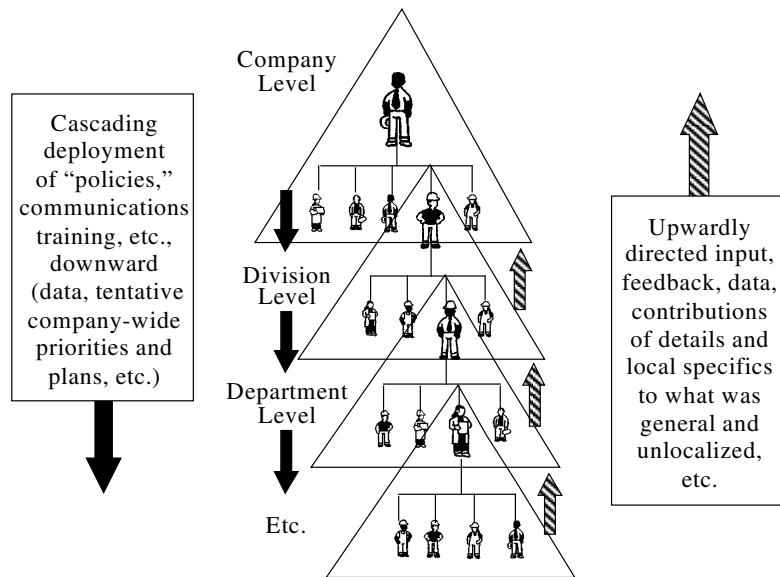 Company
Level
Cascading
deployment
of “policies,”
communications
training, etc.,
downward
(data, tentative
company-wide
priorities and
plans, etc.)
Division
Level
Department
Level
Etc.
Upwardly
directed input,
feedback, data,
contributions
of details and
local specifics
to what was
general and
unlocalized,
etc.